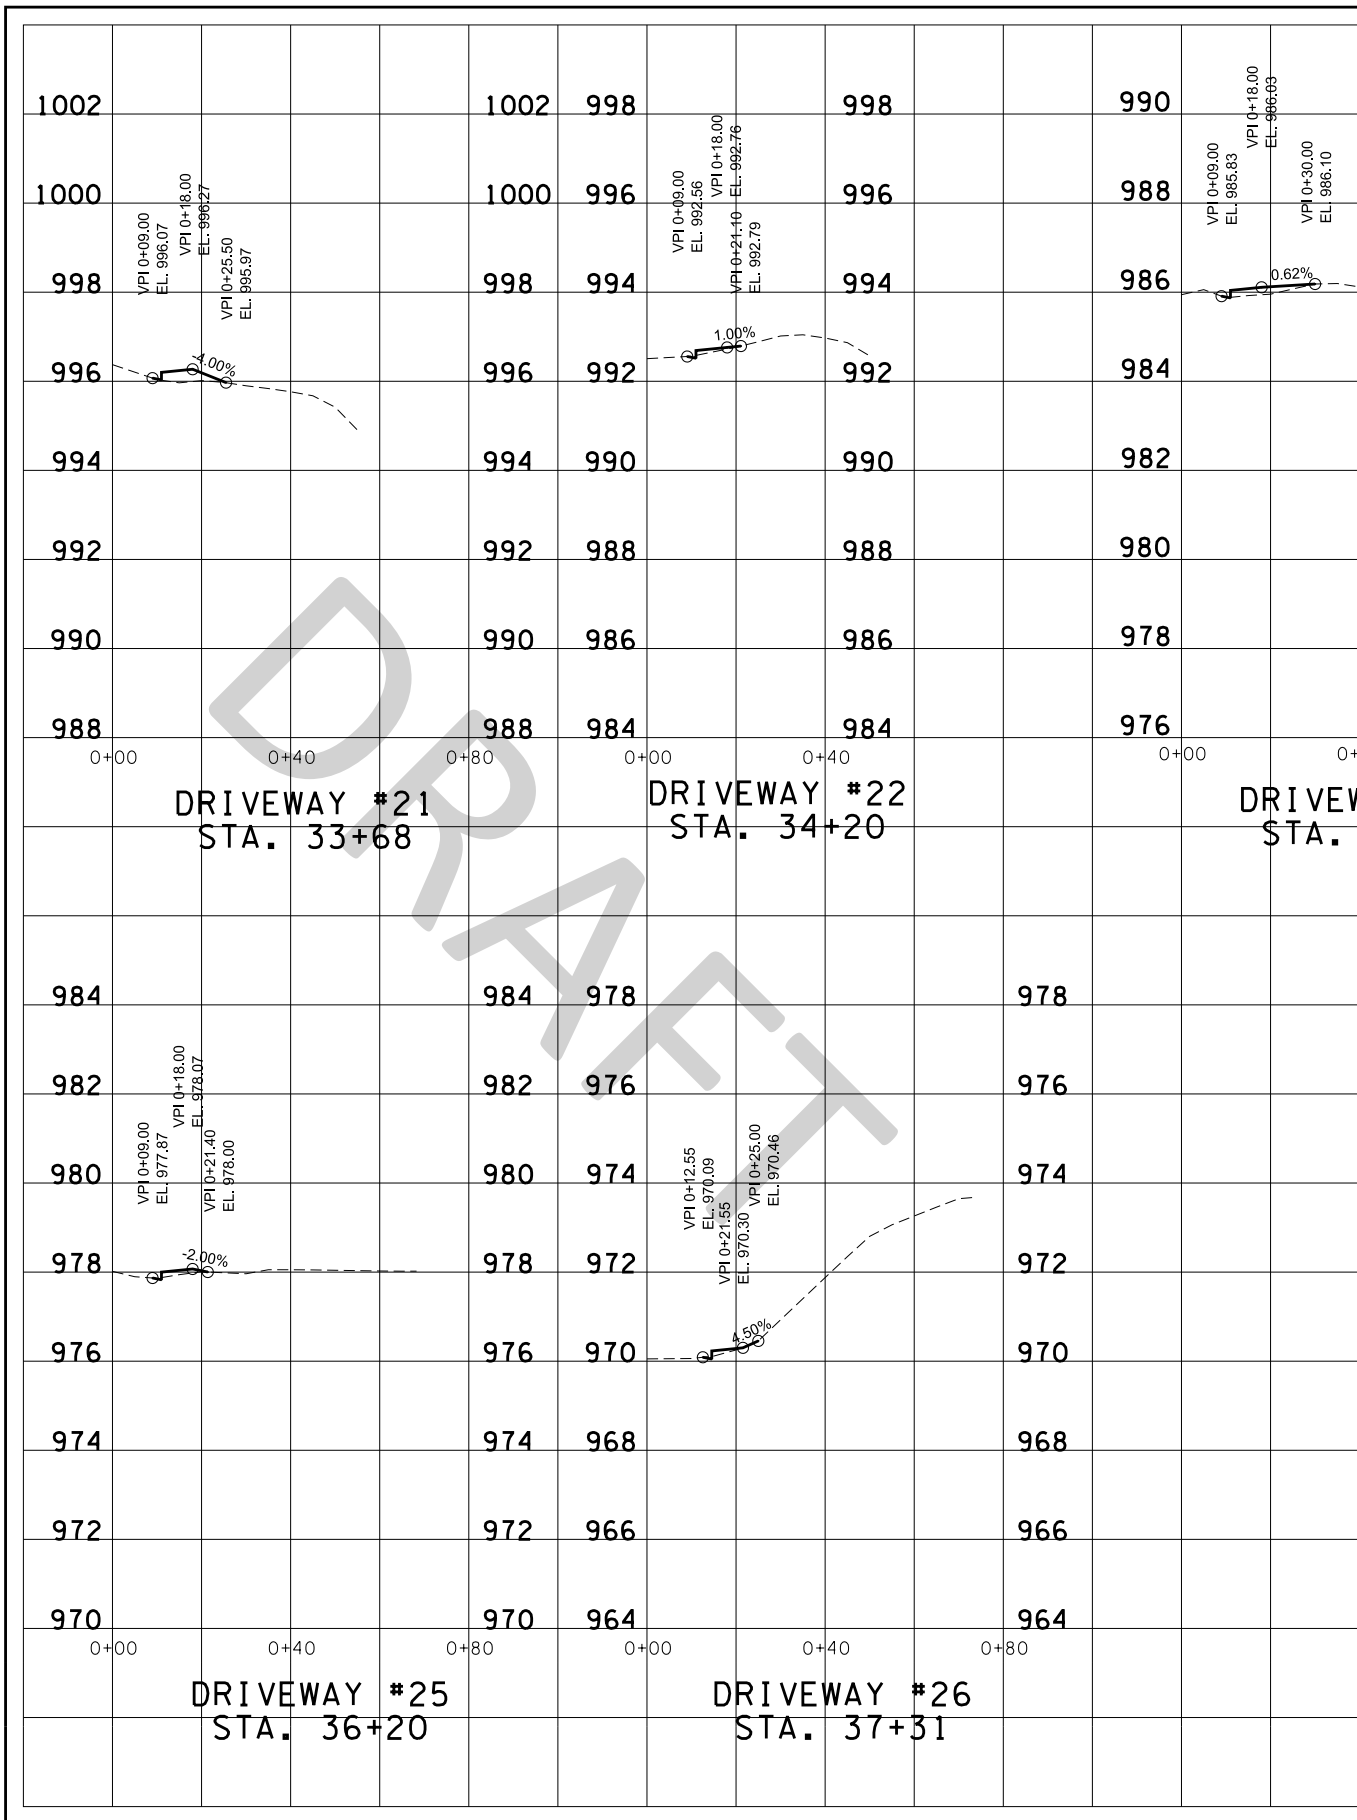 1002 1002 998 998 990
VPI 0+09.00
EL. 996.07
VPI 0+18.00
EL. 996.27
VPI 0+25.50
EL. 995.97
VPI 0+09.00
EL. 992.56
VPI 0+18.00
EL. 992.76
VPI 0+21.10
EL. 992.79
VPI 0+09.00
EL. 985.83
VPI 0+18.00
EL. 986.03
VPI 0+30.00
EL. 986.10
1000 1000 996 996 988
998 998 994 994 986
-4.00%
1.00%
0.62%
996 996 992 992 984
994 994 990 990 982
992 992 988 988 980
990 990 986 986 978
988 988 984 984 976
0+00 0+40 0+80 0+00 0+40 0+00
DRIVEWAY #21
STA. 33+68
DRIVEWAY #22
STA. 34+20
STA.
DRAFT
984 984 978 978
982 982 976 976
VPI 0+09.00
EL. 977.87
VPI 0+18.00
EL. 978.07
VPI 0+21.40
EL. 978.00
VPI 0+12.55
EL. 970.09
VPI 0+21.55
EL. 970.30
VPI 0+25.00
EL. 970.46
980 980 974 974
978 978 972 972
-2.00%
4.50%
976 976 970 970
974 974 968 968
972 972 966 966
970 970 964 964
0+00 0+40 0+80 0+00 0+40 0+80
DRIVEWAY #25
STA. 36+20
DRIVEWAY #26
STA. 37+31